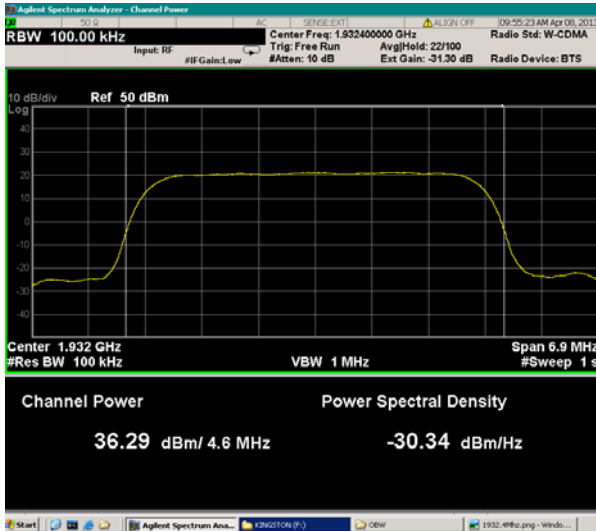 Agilent Spectrum Analyzer - Channel Power
50 Ω AC SENSE:EXT ALIGN OFF 09:55:23 AM Apr 08, 2013
RBW 100.00 kHz Center Freq: 1.932400000 GHz Radio Std: W-CDMA
Input: RF Trig: Free Run Avg|Hold: 22/100
#IFGain:Low #Atten: 10 dB Ext Gain: -31.30 dB Radio Device: BTS
10 dB/div Ref 50 dBm
Log
40
30
20
10
0
-10
-20
-30
-40
Center 1.932 GHz Span 6.9 MHz
#Res BW 100 kHz VBW 1 MHz #Sweep 1 s
Channel Power Power Spectral Density
36.29 dBm/ 4.6 MHz -30.34 dBm/Hz
Start Agilent Spectrum Ana... KINGSTON (F:) OBW 1932.4Mhz.png - Windo...